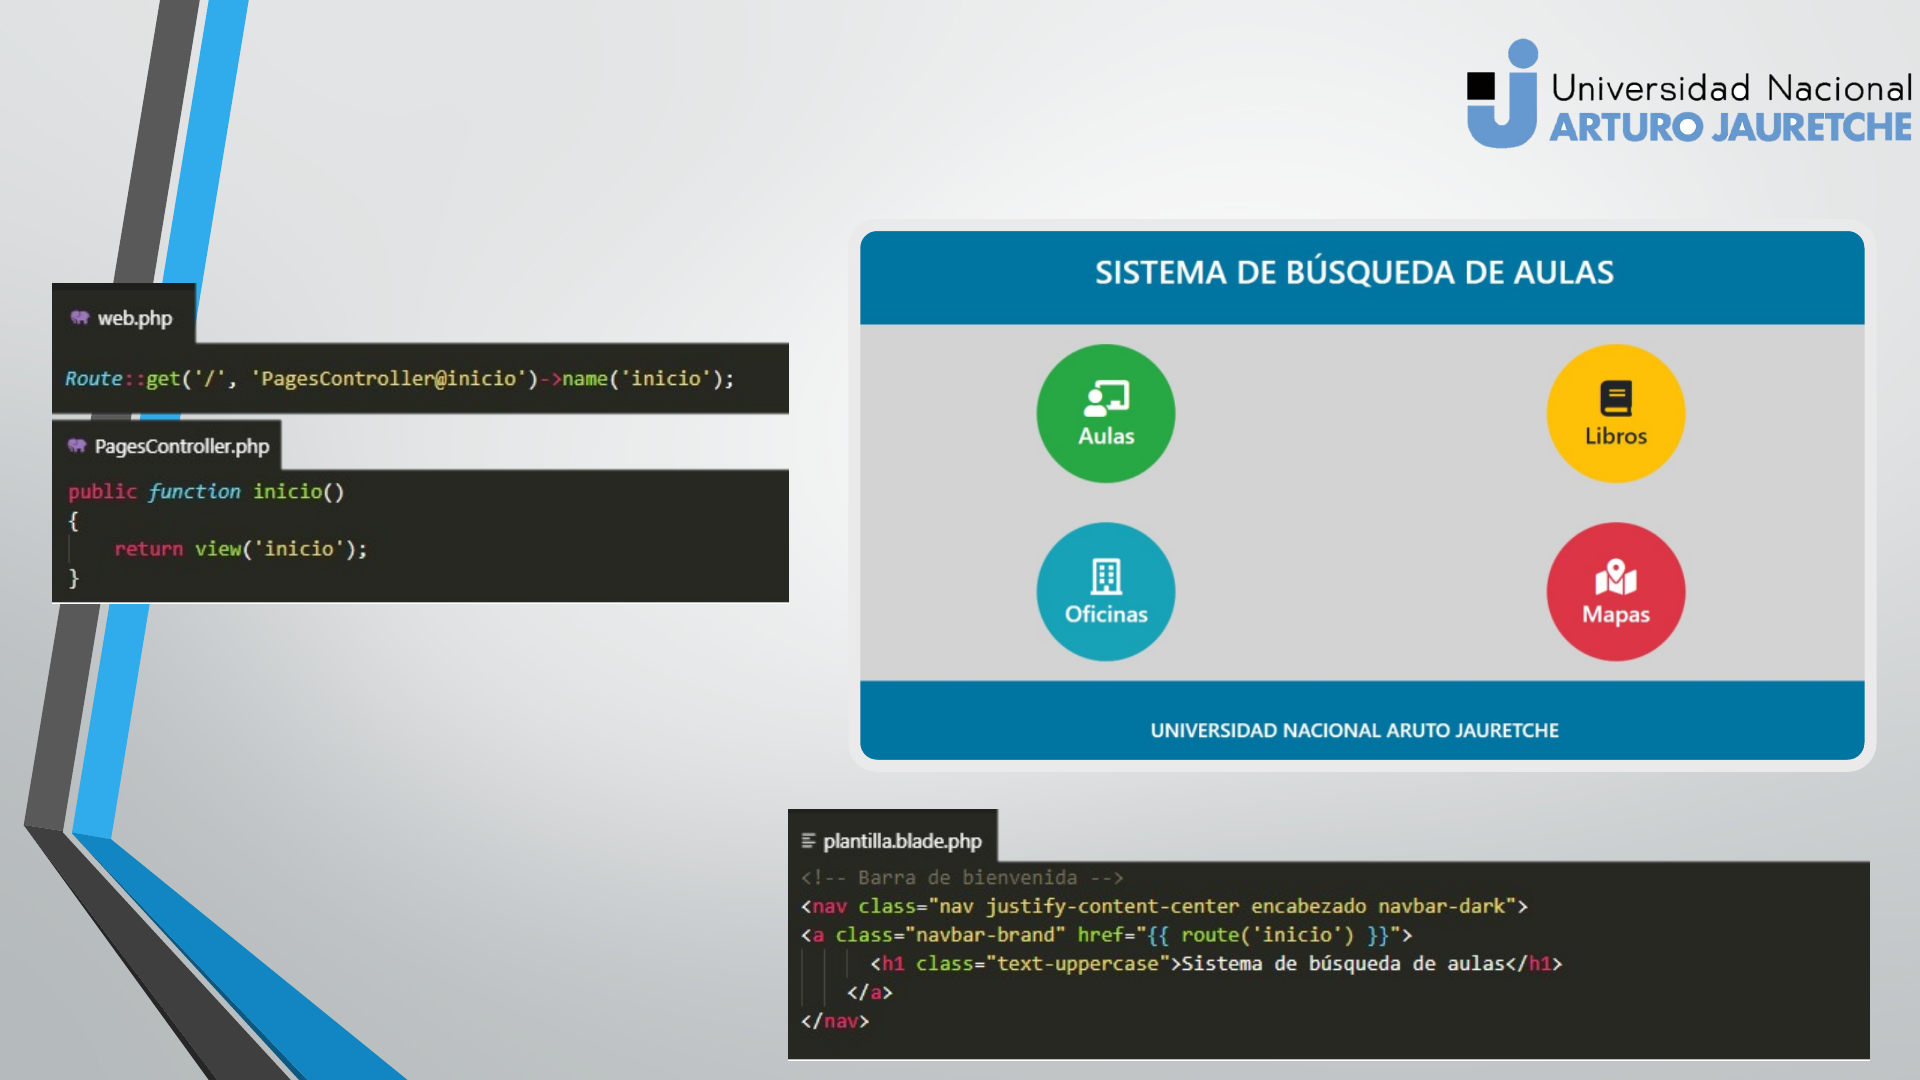 Universidad Nacional
ARTURO JAURETCHE
web.php
Route::get('/', 'PagesController@inicio')->name('inicio');
PagesController.php
public function inicio()
{
    return view('inicio');
}
SISTEMA DE BÚSQUEDA DE AULAS
Aulas
Libros
Oficinas
Mapas
UNIVERSIDAD NACIONAL ARUTO JAURETCHE
plantilla.blade.php
<!-- Barra de bienvenida -->
<nav class="nav justify-content-center encabezado navbar-dark">
<a class="navbar-brand" href="{{ route('inicio') }}">
      <h1 class="text-uppercase">Sistema de búsqueda de aulas</h1>
    </a>
</nav>